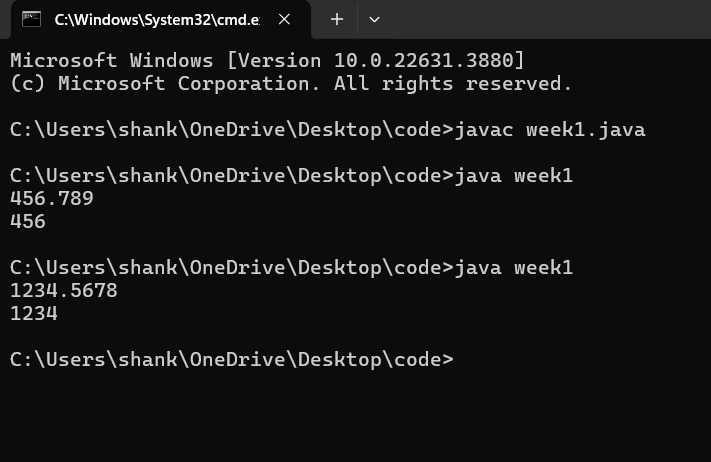 C:\Windows\System32\cmd.e
Microsoft Windows [Version 10.0.22631.3880]
(c) Microsoft Corporation. All rights reserved.
C:\Users\shank\OneDrive\Desktop\code>javac week1.java
C:\Users\shank\OneDrive\Desktop\code>java week1
456.789
456
C:\Users\shank\OneDrive\Desktop\code>java week1
1234.5678
1234
C:\Users\shank\OneDrive\Desktop\code>